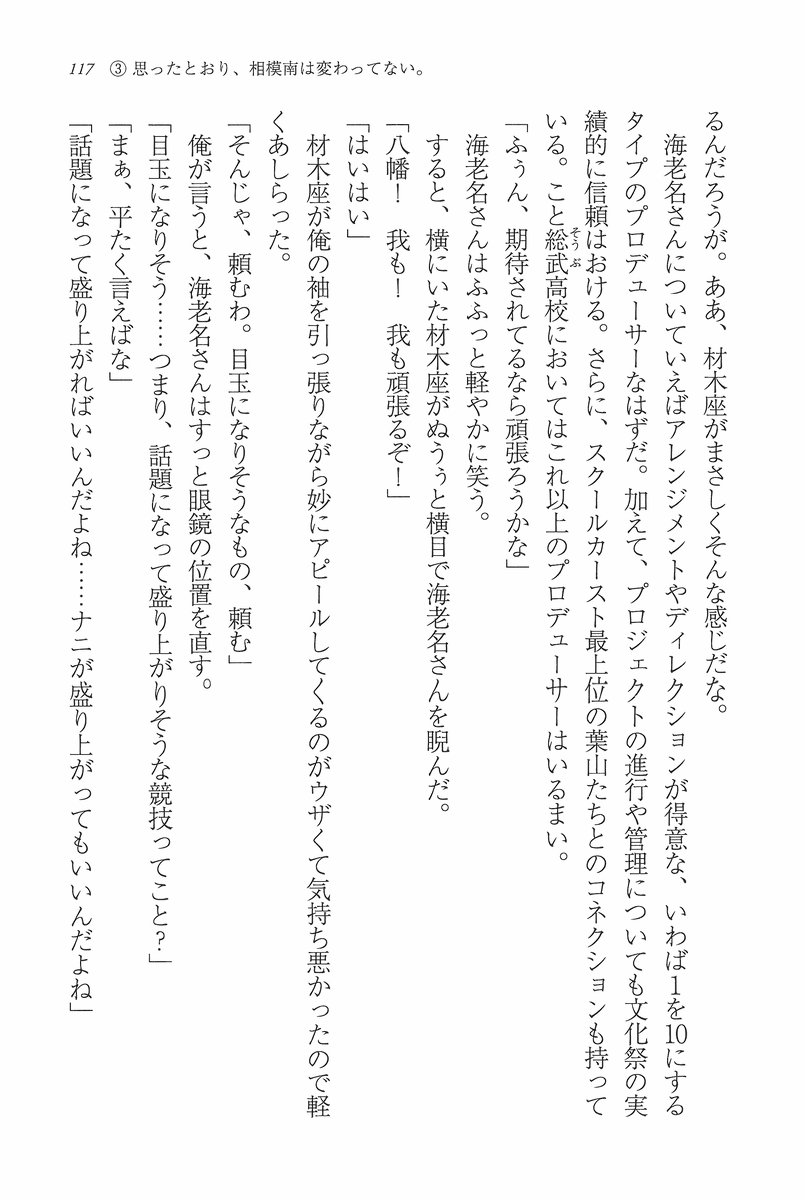 117　③ 思ったとおり、相模南は変わってない。
るんだろうが。ああ、材木座がまさしくそんな感じだな。
　海老名さんについていえばアレンジメントやディレクションが得意な、いわば1を10にする
タイプのプロデューサーなはずだ。加えて、プロジェクトの進行や管理についても文化祭の実
績的に信頼はおける。さらに、スクールカースト最上位の葉山たちとのコネクションも持って
いる。こと総武高校においてはこれ以上のプロデューサーはいるまい。
そうぶ
「ふぅん、期待されてるなら頑張ろうかな」
　海老名さんはふふっと軽やかに笑う。
　すると、横にいた材木座がぬうぅと横目で海老名さんを睨んだ。
「八幡！　我も！　我も頑張るぞ！」
「はいはい」
　材木座が俺の袖を引っ張りながら妙にアピールしてくるのがウザくて気持ち悪かったので軽
くあしらった。
「そんじゃ、頼むわ。目玉になりそうなもの、頼む」
　俺が言うと、海老名さんはすっと眼鏡の位置を直す。
「目玉になりそう……つまり、話題になって盛り上がりそうな競技ってこと？」
「まぁ、平たく言えばな」
「話題になって盛り上がればいいんだよね……ナニが盛り上がってもいいんだよね」